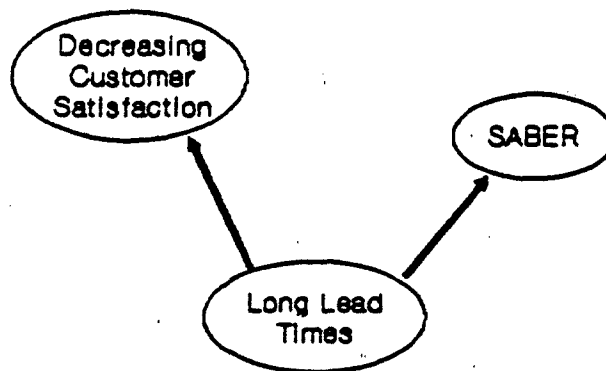 Decreasing
Customer
Satisfaction
SABER
Long Lead
Times